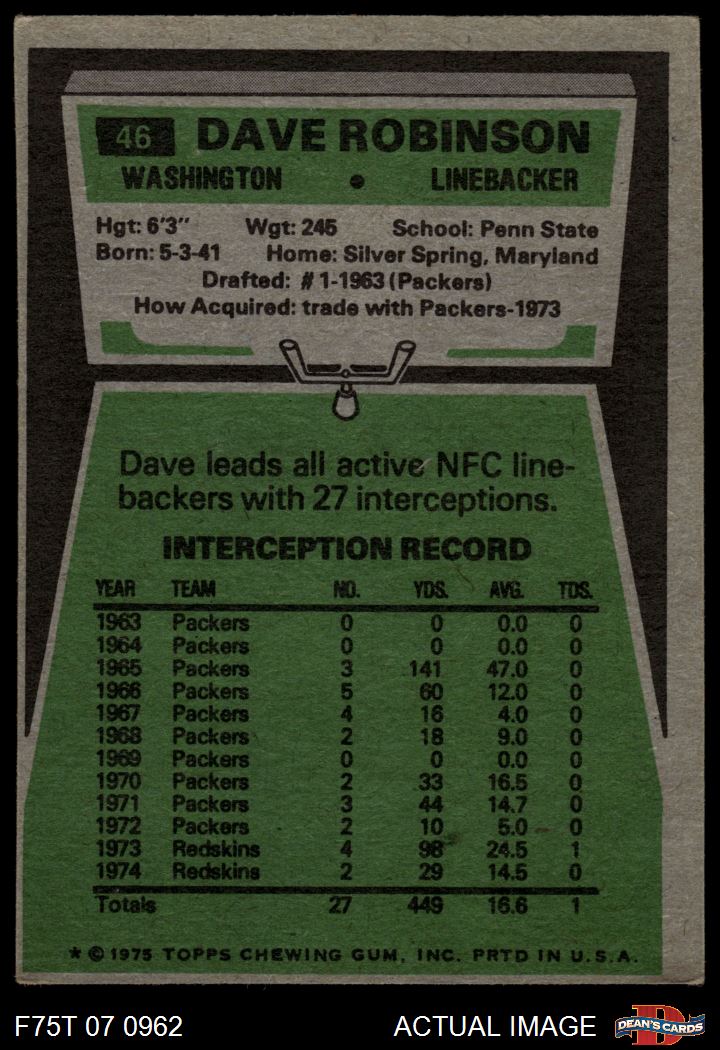 46 DAVE ROBINSON
WASHINGTON • LINEBACKER
Hgt: 6'3" Wgt: 245 School: Penn State
Born: 5-3-41 Home: Silver Spring, Maryland
Drafted: #1-1963 (Packers)
How Acquired: trade with Packers-1973
Dave leads all active NFC line-
backers with 27 interceptions.
INTERCEPTION RECORD
YEAR TEAM NO. YDS. AVG. TDS.
1963 Packers 0 0 0.0 0
1964 Packers 0 0 0.0 0
1965 Packers 3 141 47.0 0
1966 Packers 5 60 12.0 0
1967 Packers 4 16 4.0 0
1968 Packers 2 18 9.0 0
1969 Packers 0 0 0.0 0
1970 Packers 2 33 16.5 0
1971 Packers 3 44 14.7 0
1972 Packers 2 10 5.0 0
1973 Redskins 4 98 24.5 1
1974 Redskins 2 29 14.5 0
Totals 27 449 16.6 1
* © 1975 TOPPS CHEWING GUM, INC. PRTD IN U.S.A.
F75T 07 0962 ACTUAL IMAGE D DEAN'S CARDS